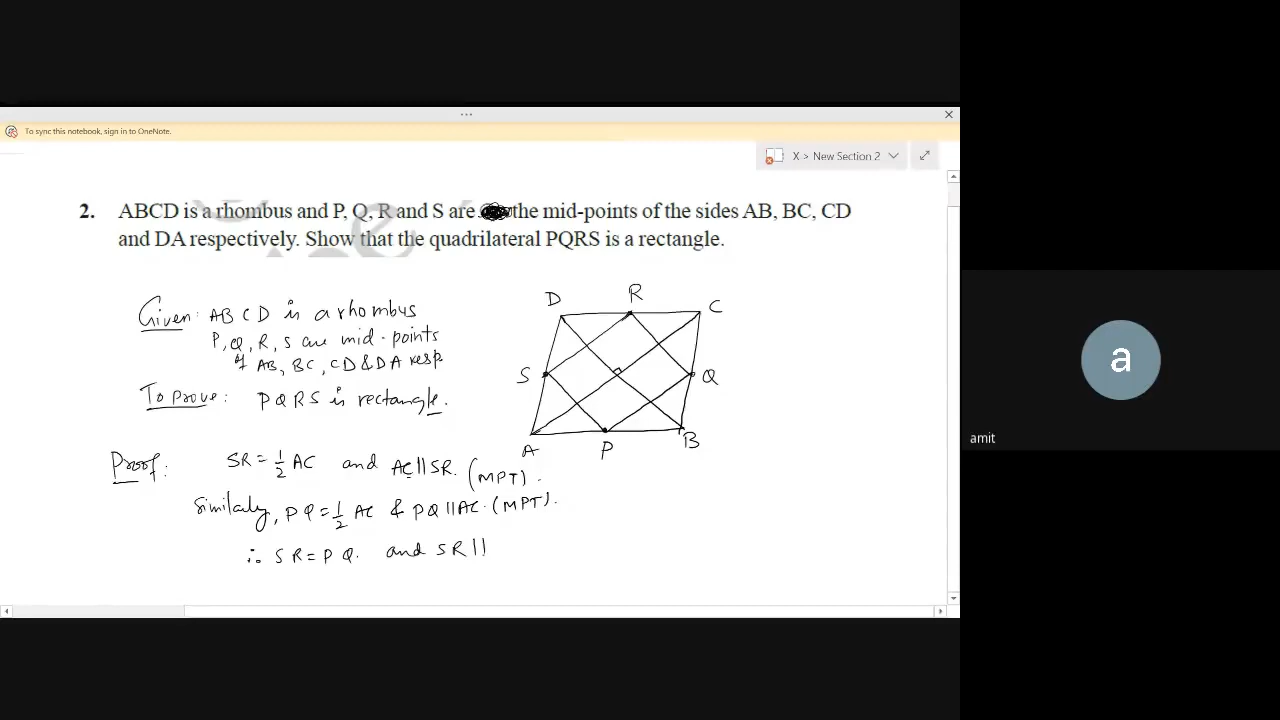 To sync this notebook, sign in to OneNote.
X > New Section 2
2. ABCD is a rhombus and P, Q, R and S are the mid-points of the sides AB, BC, CD
and DA respectively. Show that the quadrilateral PQRS is a rectangle.
Given: ABCD is a rhombus
P, Q, R, S are mid-points
of AB, BC, CD & DA resp
To prove: PQRS is rectangle.
D R C
S Q
A P B
Proof: SR = 1/2 AC and AC || SR. (MPT).
Similarly, PQ = 1/2 AC & PQ || AC. (MPT).
∴ SR = PQ. and SR ||
a
amit